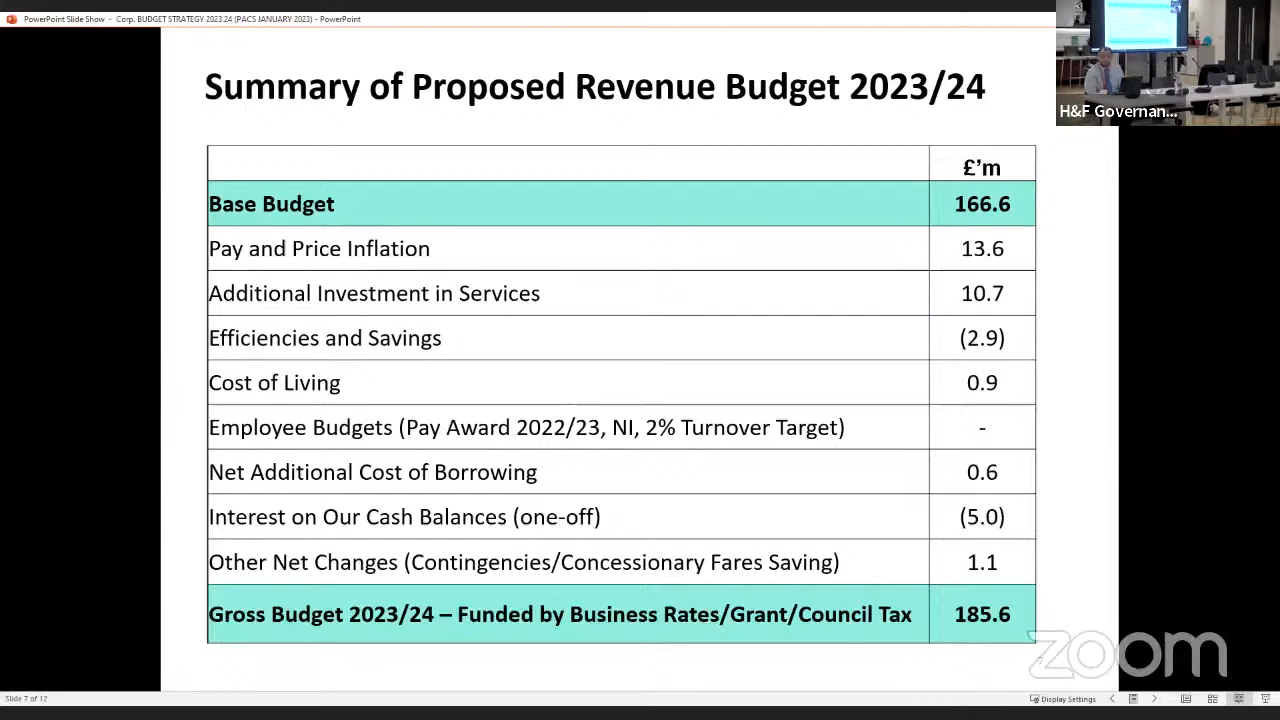 PowerPoint Slide Show - Corp. BUDGET STRATEGY 2023.24 (PACS JANUARY 2023) - PowerPoint
H&F Governan...
Summary of Proposed Revenue Budget 2023/24
£'m
Base Budget 166.6
Pay and Price Inflation 13.6
Additional Investment in Services 10.7
Efficiencies and Savings (2.9)
Cost of Living 0.9
Employee Budgets (Pay Award 2022/23, NI, 2% Turnover Target) -
Net Additional Cost of Borrowing 0.6
Interest on Our Cash Balances (one-off) (5.0)
Other Net Changes (Contingencies/Concessionary Fares Saving) 1.1
Gross Budget 2023/24 – Funded by Business Rates/Grant/Council Tax 185.6
zoom
Slide 7 of 12
Display Settings